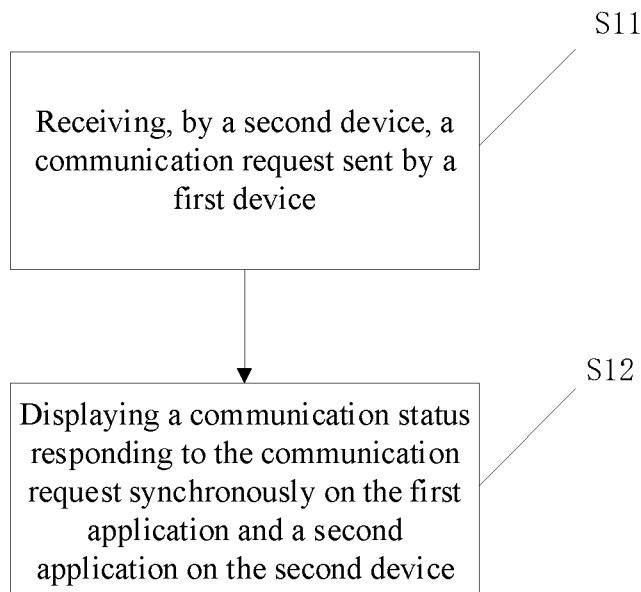 S11
Receiving, by a second device, a
communication request sent by a
first device
S12
Displaying a communication status
responding to the communication
request synchronously on the first
application and a second
application on the second device